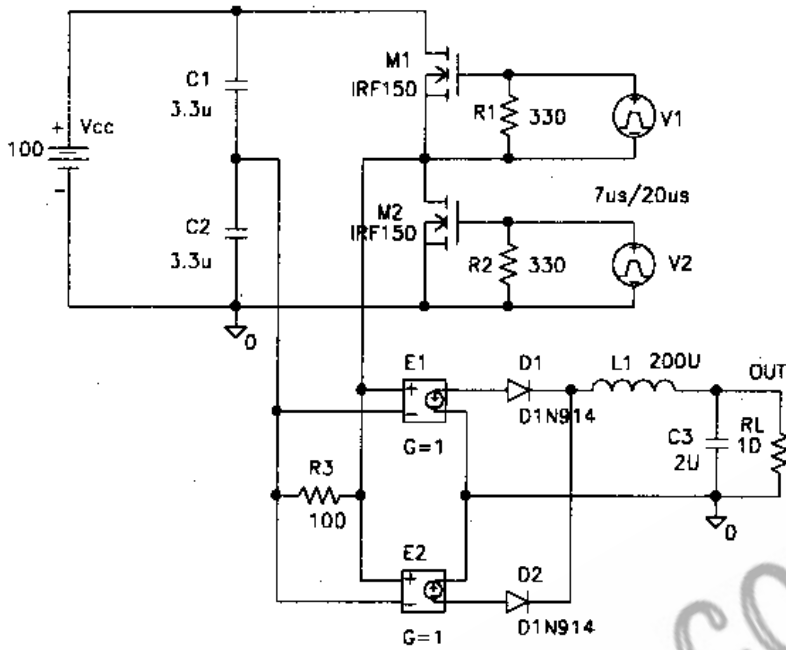 C1
3.3u
M1
IRF150
R1
330
V1
+
Vcc
100
-
C2
3.3u
M2
IRF150
R2
330
7us/20us
V2
0
E1
+
-
G=1
D1
D1N914
L1
200U
OUT
C3
2U
RL
10
0
R3
100
E2
+
-
G=1
D2
D1N914